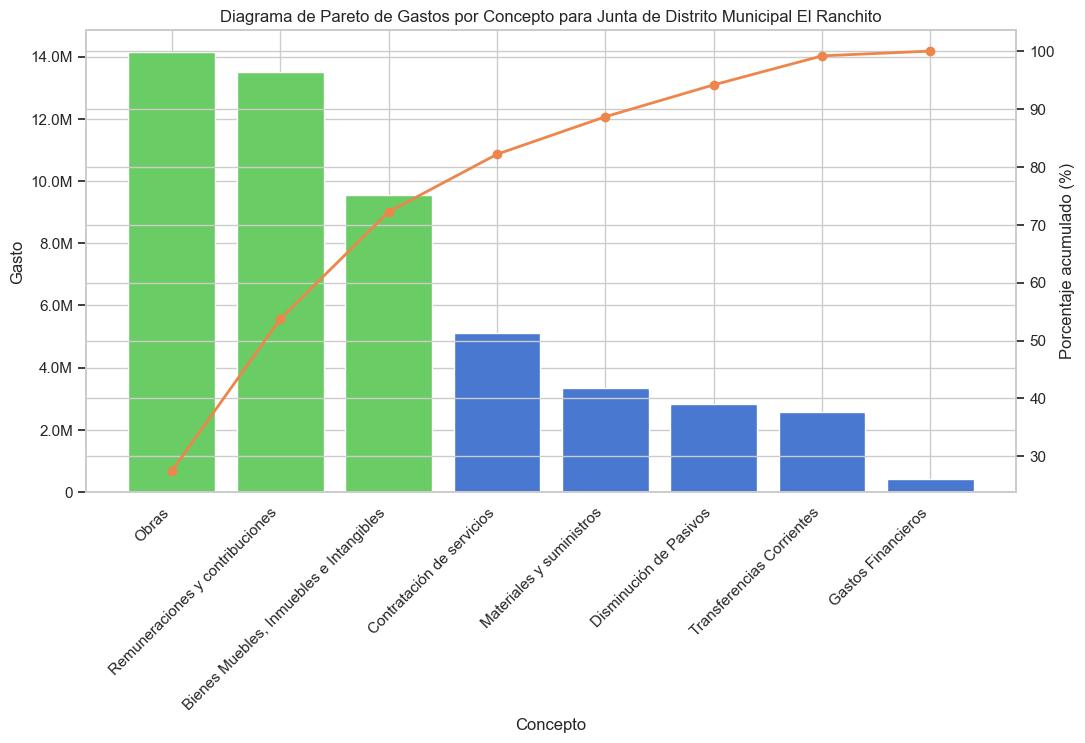 Diagrama de Pareto de Gastos por Concepto para Junta de Distrito Municipal El Ranchito
Gasto
14.0M
12.0M
10.0M
8.0M
6.0M
4.0M
2.0M
0
100
90
80
70
60
50
40
30
Porcentaje acumulado (%)
Obras
Remuneraciones y contribuciones
Bienes Muebles, Inmuebles e Intangibles
Contratación de servicios
Materiales y suministros
Disminución de Pasivos
Transferencias Corrientes
Gastos Financieros
Concepto